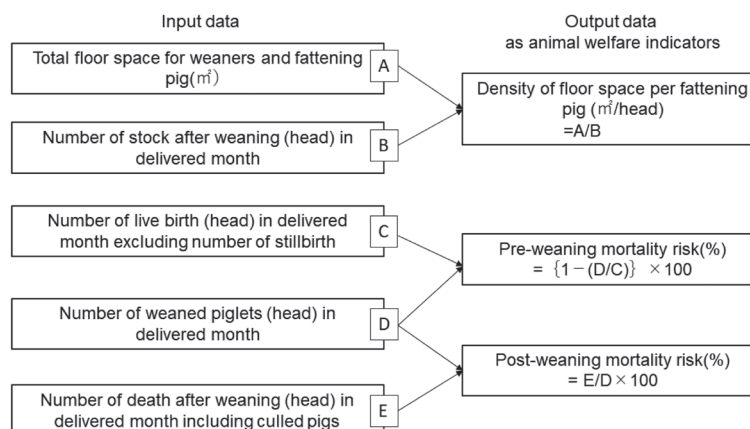 Input data
Output data
as animal welfare indicators
Total floor space for weaners and fattening
pig(㎡)
A
Number of stock after weaning (head) in
delivered month
B
Density of floor space per fattening
pig (㎡/head)
=A/B
Number of live birth (head) in delivered
month excluding number of stillbirth
C
Number of weaned piglets (head) in
delivered month
D
Pre-weaning mortality risk(%)
= {1－(D/C)} ×100
Number of death after weaning (head) in
delivered month including culled pigs
E
Post-weaning mortality risk(%)
= E/D×100